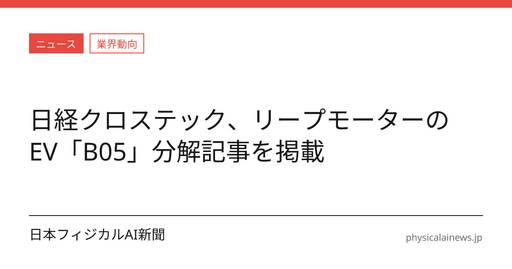 ニュース
業界動向
日経クロステック、リープモーターの
EV「B05」分解記事を掲載
日本フィジカルAI新聞
physicalainews.jp